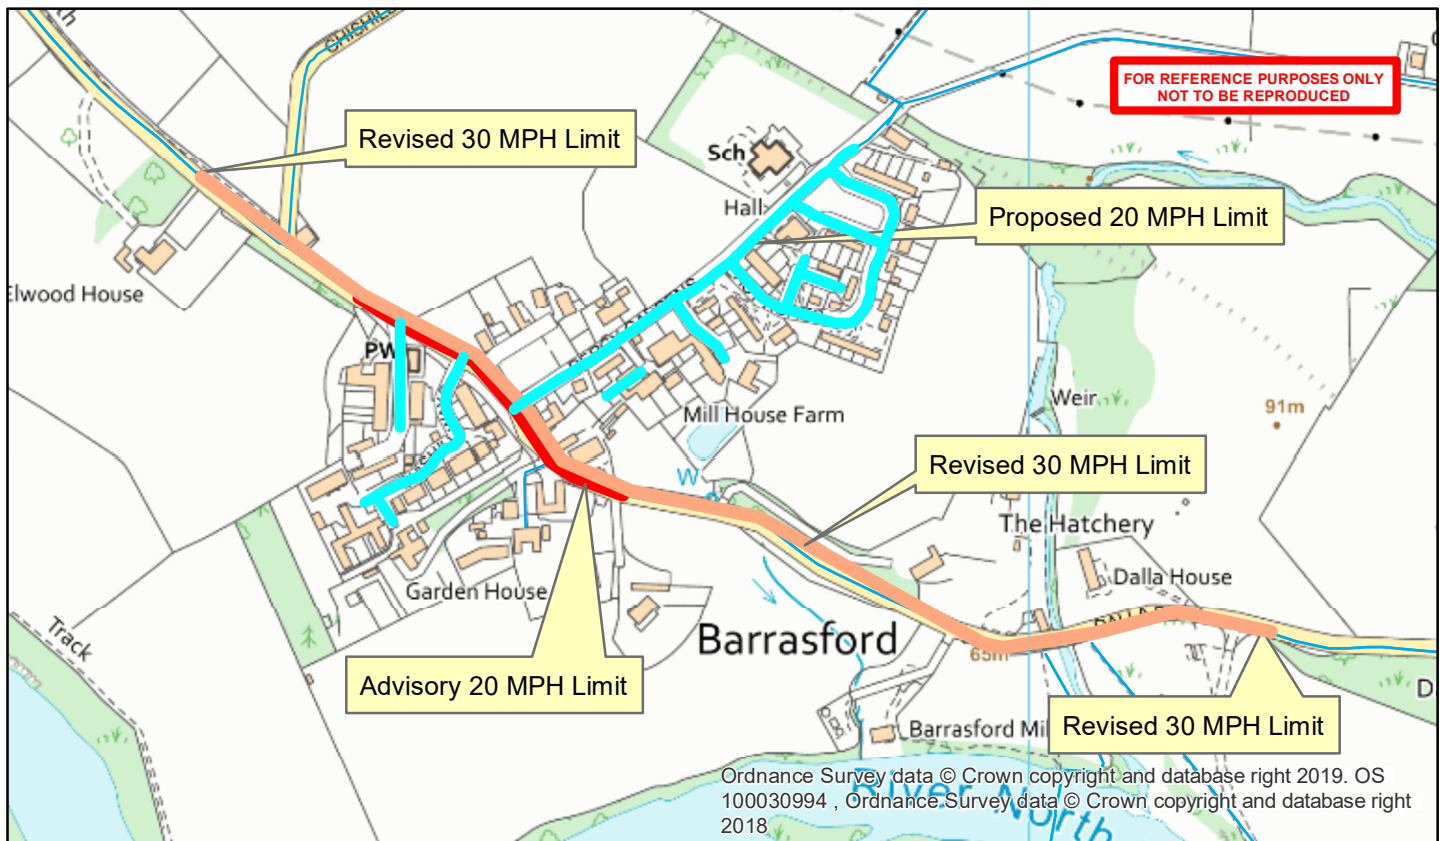 FOR REFERENCE PURPOSES ONLY
NOT TO BE REPRODUCED
Revised 30 MPH Limit
Sch
Hall
Proposed 20 MPH Limit
Elwood House
PW
Mill House Farm
Weir
91m
W
Revised 30 MPH Limit
The Hatchery
Dalla House
Garden House
Track
Barrasford
65m
Advisory 20 MPH Limit
Revised 30 MPH Limit
Barrasford Mil
Ordnance Survey data © Crown copyright and database right 2019. OS
100030994 , Ordnance Survey data © Crown copyright and database right
2018
River North